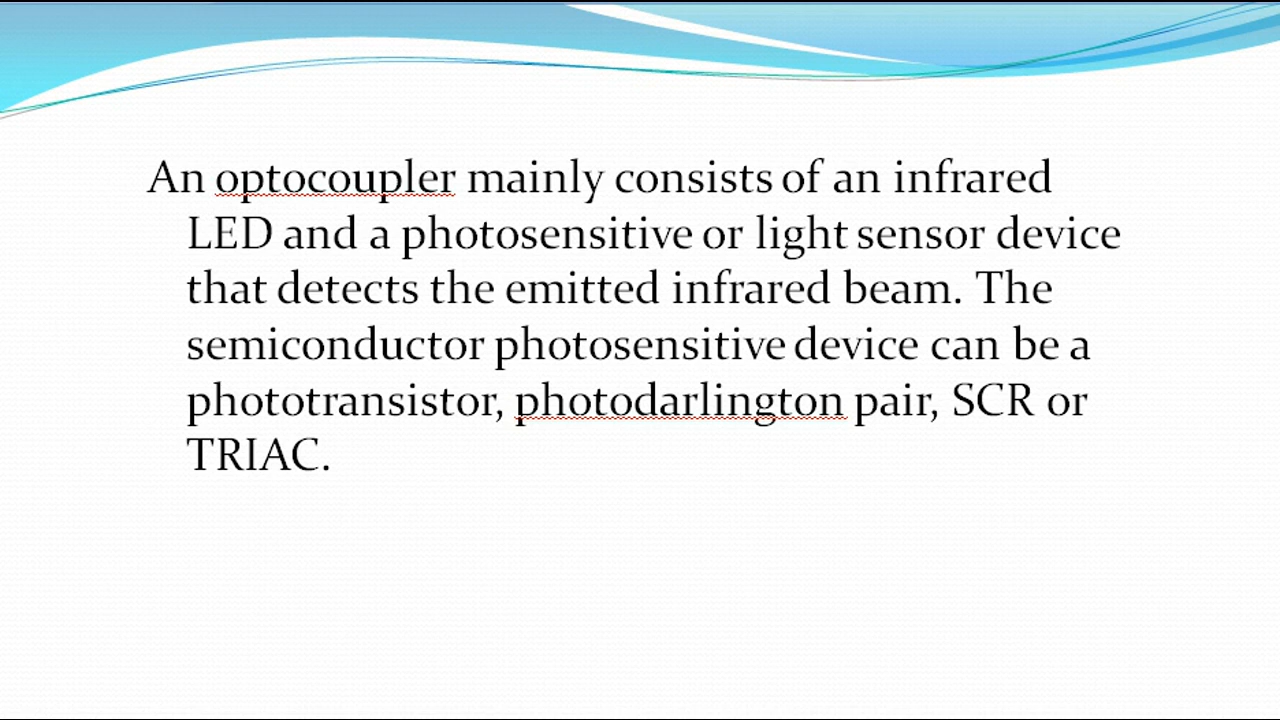 An optocoupler mainly consists of an infrared
LED and a photosensitive or light sensor device
that detects the emitted infrared beam. The
semiconductor photosensitive device can be a
phototransistor, photodarlington pair, SCR or
TRIAC.